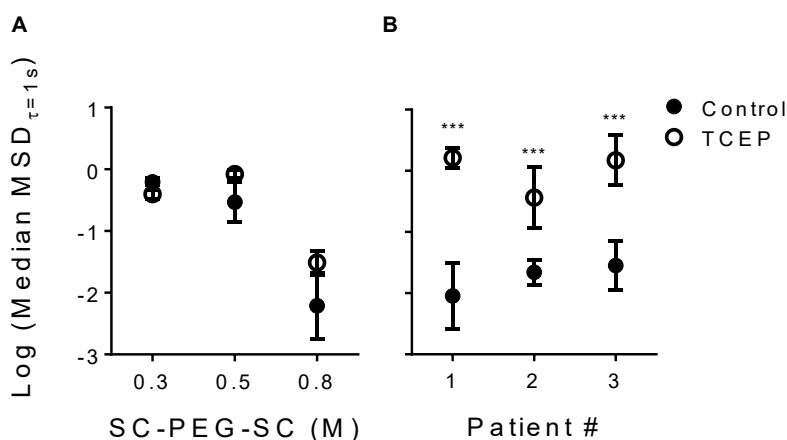 A
B
Log (Median MSDτ=1s)
1
0
-1
-2
-3
0.3 0.5 0.8
SC-PEG-SC (M)
*** *** ***
1 2 3
Patient #
Control
TCEP